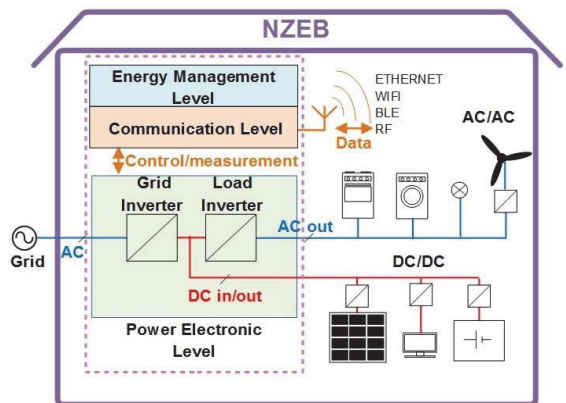 NZEB
Energy Management
Level
Communication Level
ETHERNET
WIFI
BLE
RF
Data
AC/AC
Control/measurement
Grid
Inverter
Load
Inverter
AC
AC out
Grid
DC/DC
DC in/out
Power Electronic
Level